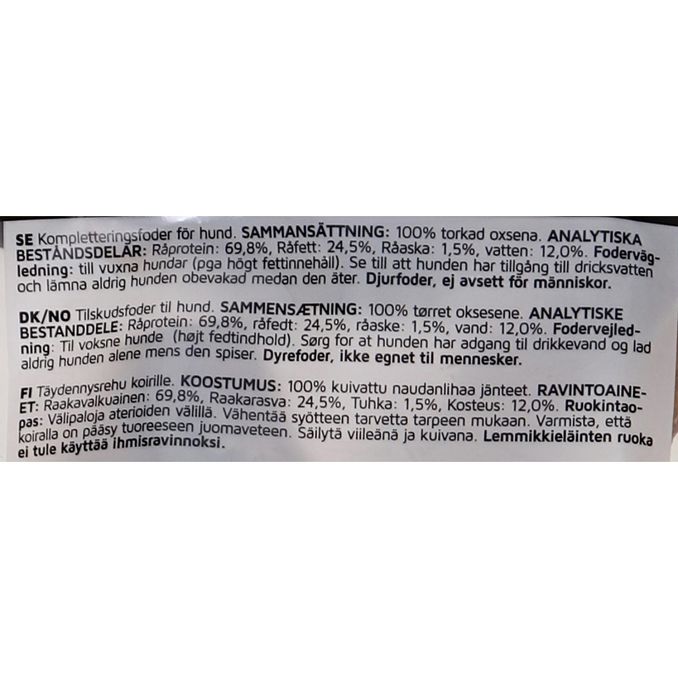 SE Kompletteringsfoder för hund. SAMMANSÄTTNING: 100% torkad oxsena. ANALYTISKA
BESTÅNDSDELAR: Råprotein: 69,8%, Råfett: 24,5%, Råaska: 1,5%, vatten: 12,0%. Foderväg-
ledning: till vuxna hundar (pga högt fettinnehåll). Se till att hunden har tillgång till dricksvatten
och lämna aldrig hunden obevakad medan den åter. Djurfoder, ej avsett för människor.
DK/NO Tilskudsfoder til hund. SAMMENSÆTNING: 100% tørret oksesene. ANALYTISKE
BESTANDDELE: Råprotein: 69,8%, råfedt: 24,5%, råaske: 1,5%, vand: 12,0%. Fodervejled-
ning: Til voksne hunde (højt fedtindhold). Sørg for at hunden har adgang til drikkevand og lad
aldrig hunden alene mens den spiser. Dyrefoder, ikke egnet til mennesker.
FI Täydennysrehu koirille. KOOSTUMUS: 100% kuivattu naudanlihaa jänteet. RAVINTOAINE-
ET: Raakavalkuainen: 69,8%, Raakarasva: 24,5%, Tuhka: 1,5%, Kosteus: 12,0%. Ruokintao-
pas: Välipaloja aterioiden välillä. Vähentää syötteen tarvetta tarpeen mukaan. Varmista, että
koiralla on pääsy tuoreeseen juomaveteen. Säilytä viileänä ja kuivana. Lemmikkieläinten ruoka
ei tule käyttää ihmisravinnoksi.